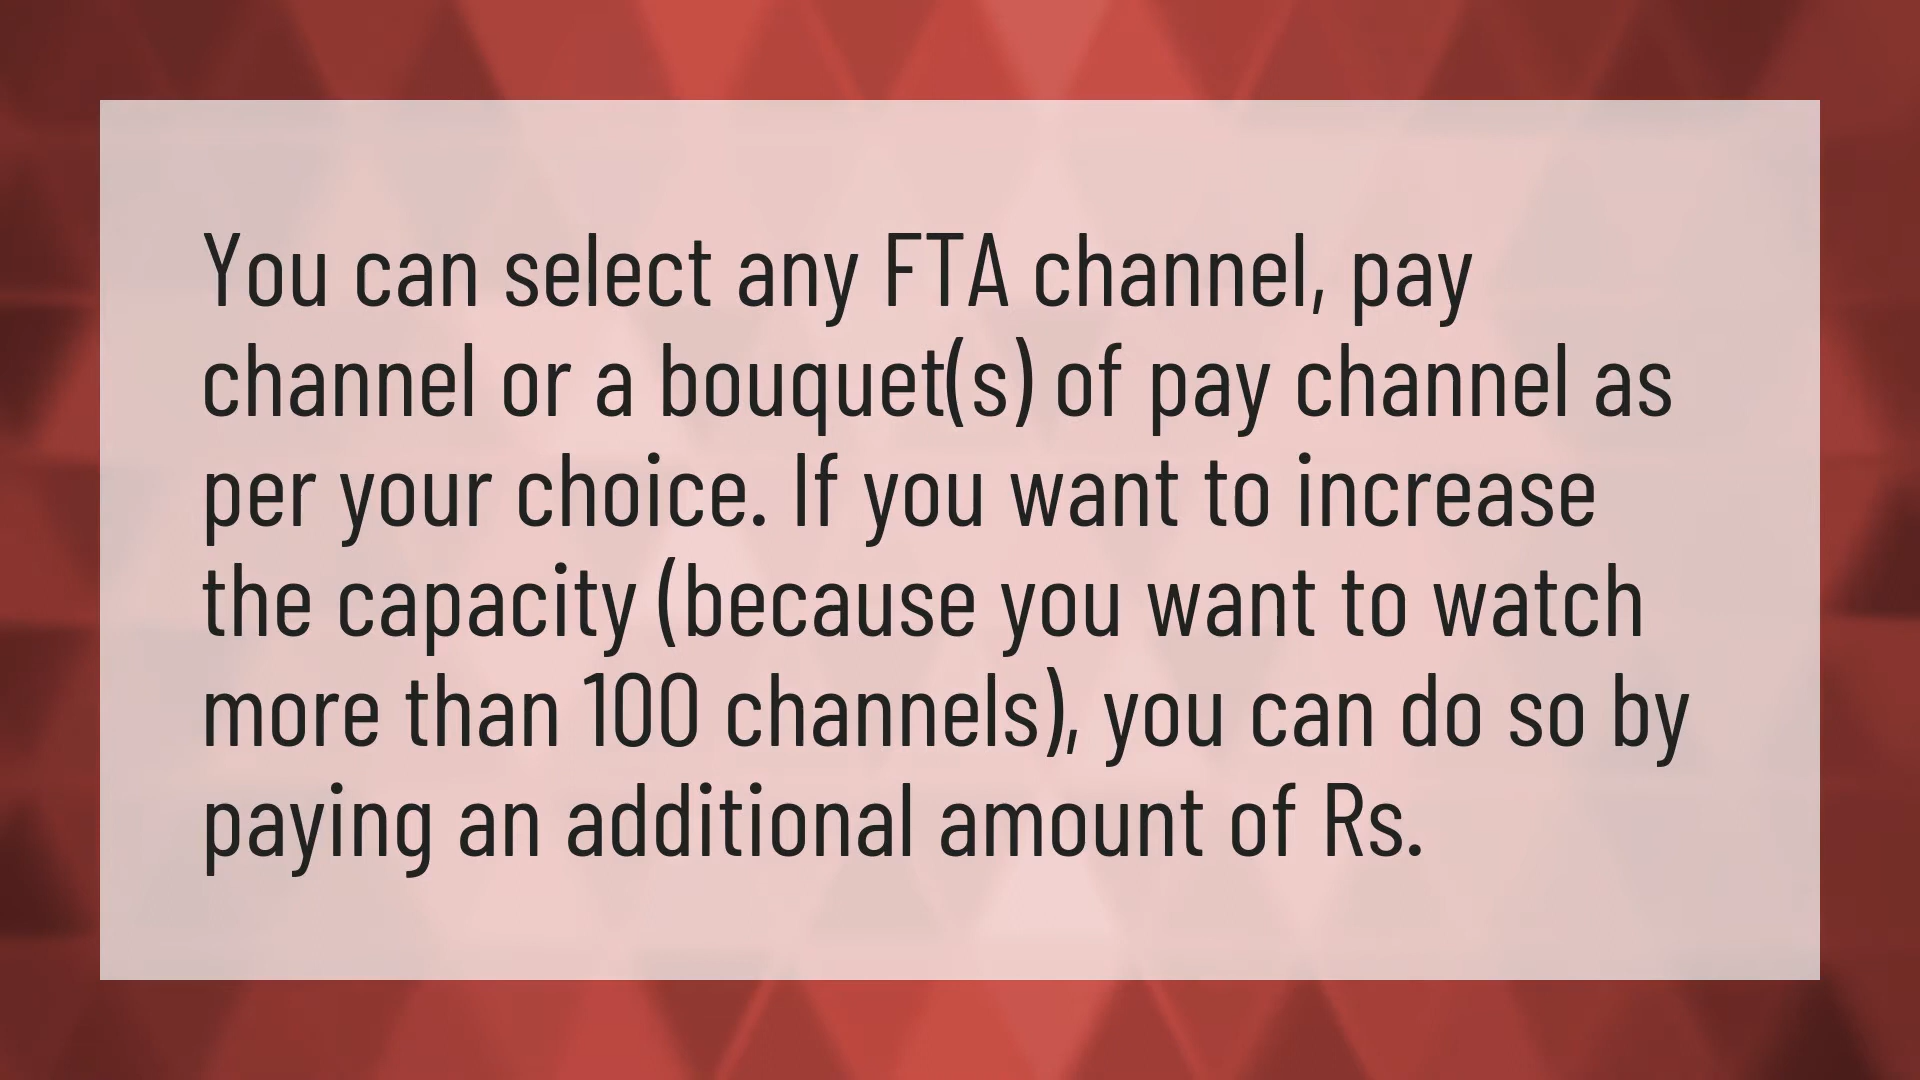 You can select any FTA channel, pay
channel or a bouquet(s) of pay channel as
per your choice. If you want to increase
the capacity (because you want to watch
more than 100 channels), you can do so by
paying an additional amount of Rs.